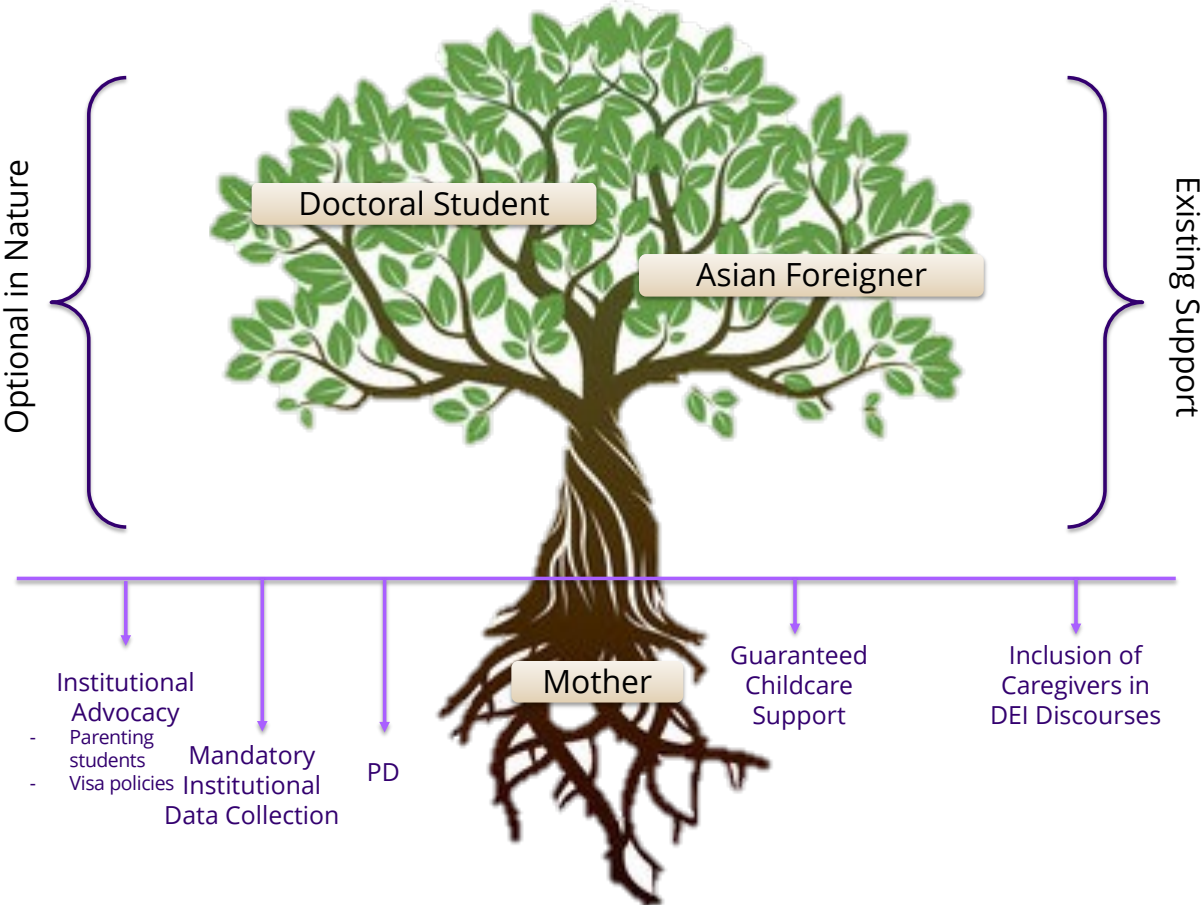 Optional in Nature
Doctoral Student
Asian Foreigner
Existing Support
Mother
Institutional
Advocacy
- Parenting
students
- Visa policies
Mandatory
Institutional
Data Collection
PD
Guaranteed
Childcare
Support
Inclusion of
Caregivers in
DEI Discourses